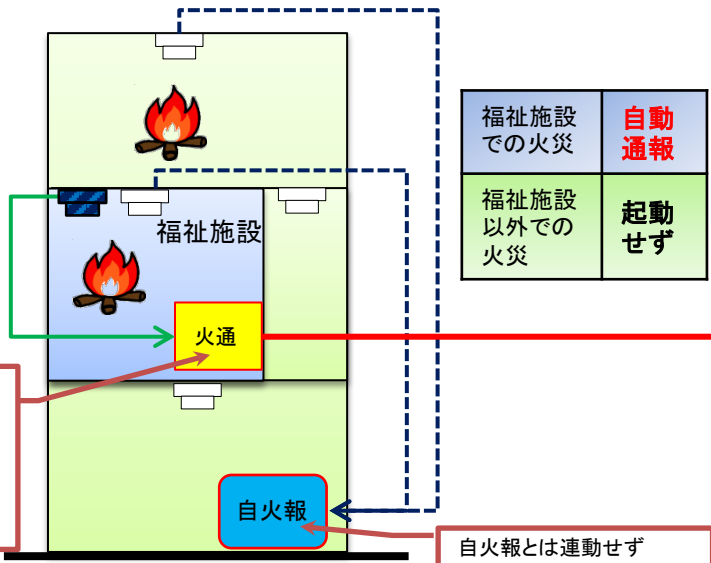 福祉施設
での火災
自動
通報
福祉施設
以外での
火災
起動
せず
福祉施設
火通
自火報
自火報とは連動せず